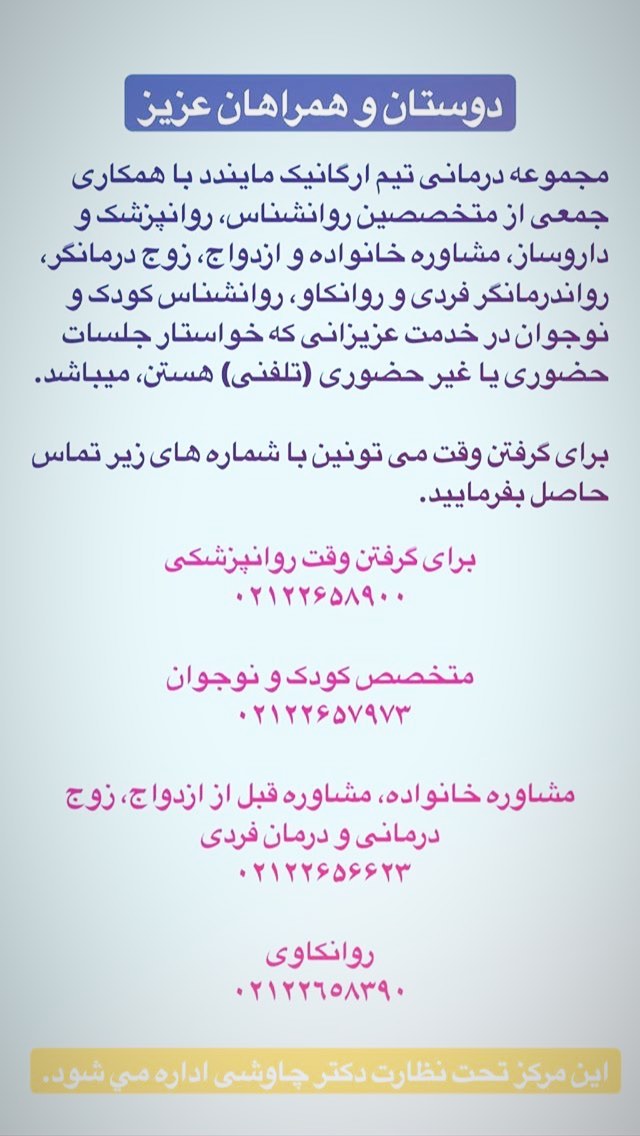 دوستان و همراهان عزیز
مجموعه درمانی تیم ارگانیک مایندد با همکاری
جمعی از متخصصین روانشناس، روانپزشک و
داروساز، مشاوره خانواده و ازدواج، زوج درمانگر،
رواندرمانگر فردی و روانکاو، روانشناس کودک و
نوجوان در خدمت عزیزانی که خواستار جلسات
حضوری یا غیر حضوری (تلفنی) هستن، میباشد.
برای گرفتن وقت می تونین با شماره های زیر تماس
حاصل بفرمایید.
برای گرفتن وقت روانپزشکی
۰۲۱۲۲۶۵۸۹۰۰
متخصص کودک و نوجوان
۰۲۱۲۲۶۵۷۹۷۳
مشاوره خانواده، مشاوره قبل از ازدواج، زوج
درمانی و درمان فردی
۰۲۱۲۲۶۵۶۶۲۳
روانکاوی
۰۲۱۲۲٦۵۸۳۹۰
این مرکز تحت نظارت دکتر چاوشی اداره مي شود.